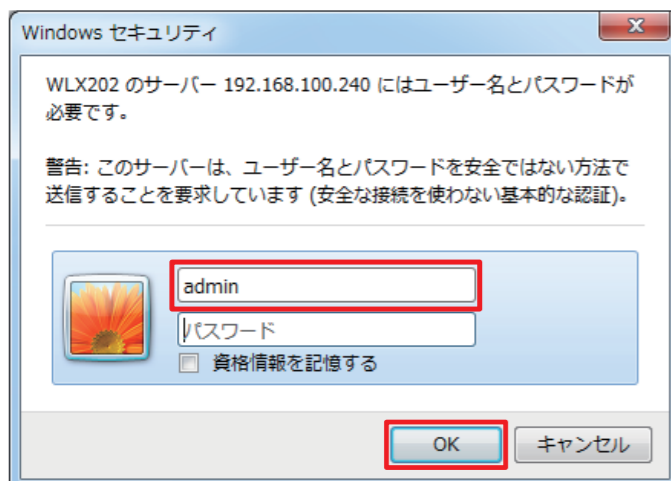 Windows セキュリティ
WLX202 のサーバー 192.168.100.240 にはユーザー名とパスワードが
必要です。
警告: このサーバーは、ユーザー名とパスワードを安全ではない方法で
送信することを要求しています (安全な接続を使わない基本的な認証)。
admin
パスワード
資格情報を記憶する
OK
キャンセル